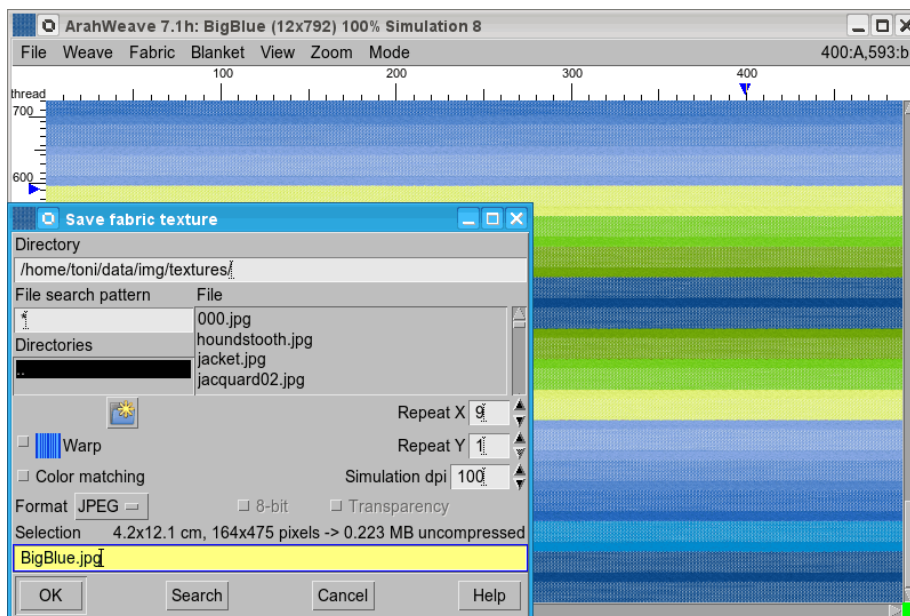 ArahWeave 7.1h: BigBlue (12x792) 100% Simulation 8
File Weave Fabric Blanket View Zoom Mode 400:A,593:b
100 200 300 400
thread
700
600
Save fabric texture
Directory
/home/toni/data/img/textures/
File search pattern File
* 000.jpg
houndstooth.jpg
Directories jacket.jpg
.. jacquard02.jpg
Repeat X 9
Warp Repeat Y 1
Color matching Simulation dpi 100
Format JPEG 8-bit Transparency
Selection 4.2x12.1 cm, 164x475 pixels -> 0.223 MB uncompressed
BigBlue.jpg
OK Search Cancel Help